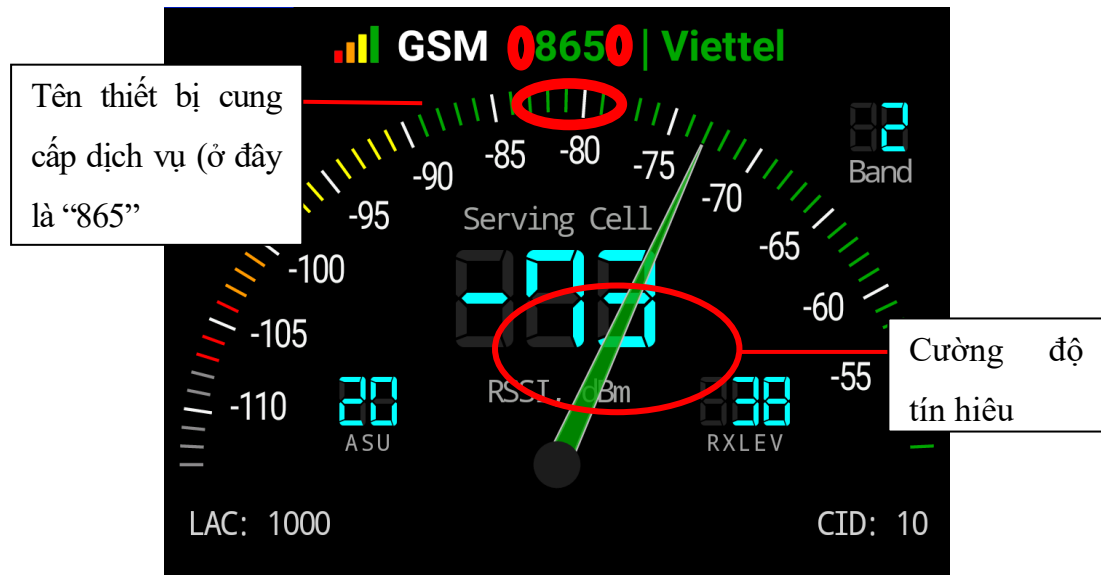 GSM 08650 | Viettel
Tên thiết bị cung
cấp dịch vụ (ở đây
là “865”
-110
-105
-100
-95
-90
-85
-80
-75
-70
-65
-60
-55
2
Band
Serving Cell
-73
RSSI, dBm
Cường độ
tín hiêu
20
ASU
38
RXLEV
LAC: 1000
CID: 10